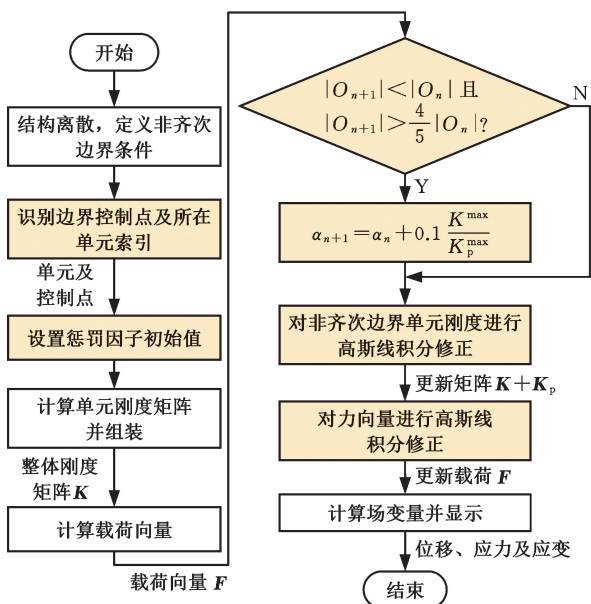 开始
结构离散，定义非齐次
边界条件
识别边界控制点及所在
单元索引
单元及
控制点
设置惩罚因子初始值
计算单元刚度矩阵
并组装
整体刚度
矩阵K
计算载荷向量
载荷向量 F
|Oₙ₊₁|<|Oₙ| 且
|Oₙ₊₁|>4/5|Oₙ|?
N
Y
αₙ₊₁=αₙ+0.1 K^max/K_p^max
对非齐次边界单元刚度进行
高斯线积分修正
更新矩阵K+Kₚ
对力向量进行高斯线
积分修正
更新载荷 F
计算场变量并显示
位移、应力及应变
结束